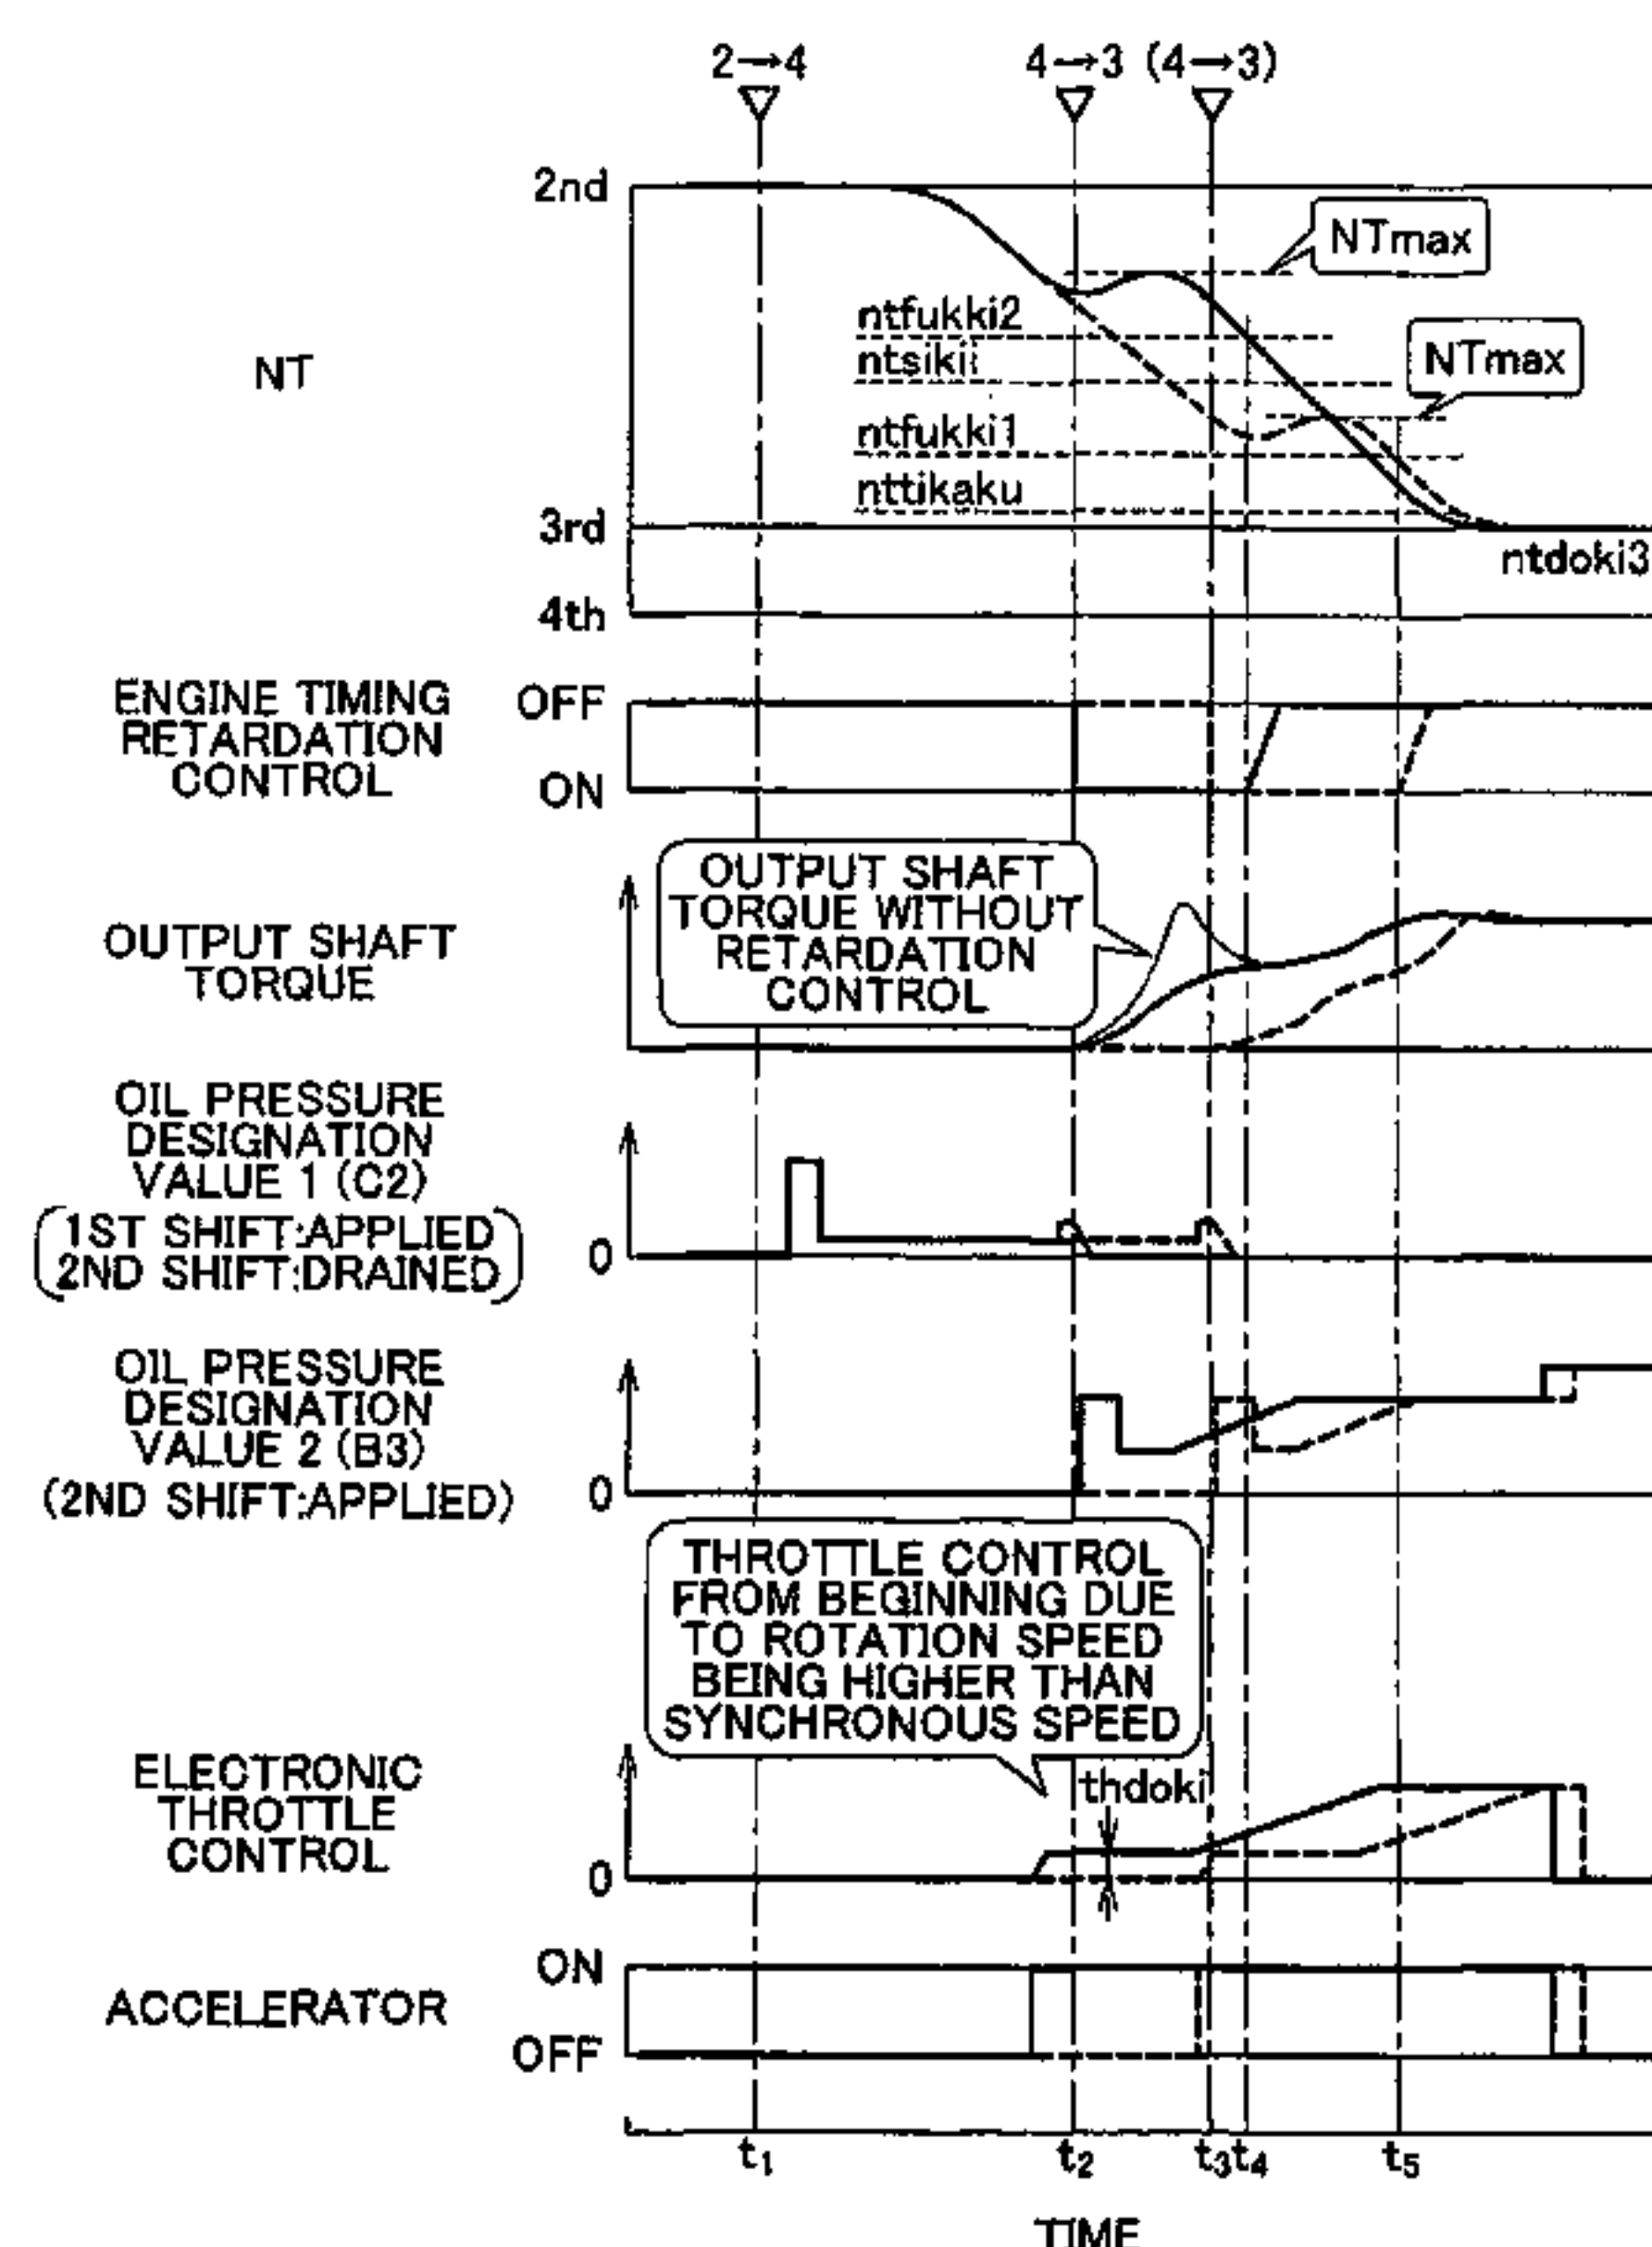 2→4
4→3 (4→3)
2nd
NTmax
ntfukki2
ntsikii
NTmax
NT
ntfukki1
nttikaku
3rd
ntdoki3
4th
ENGINE TIMING
RETARDATION
CONTROL
OFF
ON
OUTPUT SHAFT
TORQUE WITHOUT
RETARDATION
CONTROL
OUTPUT SHAFT
TORQUE
OIL PRESSURE
DESIGNATION
VALUE 1 (C2)
(1ST SHIFT:APPLIED
2ND SHIFT:DRAINED)
0
OIL PRESSURE
DESIGNATION
VALUE 2 (B3)
(2ND SHIFT:APPLIED)
0
THROTTLE CONTROL
FROM BEGINNING DUE
TO ROTATION SPEED
BEING HIGHER THAN
SYNCHRONOUS SPEED
ELECTRONIC
THROTTLE
CONTROL
thdoki
0
ACCELERATOR
ON
OFF
t1 t2 t3 t4 t5
TIME